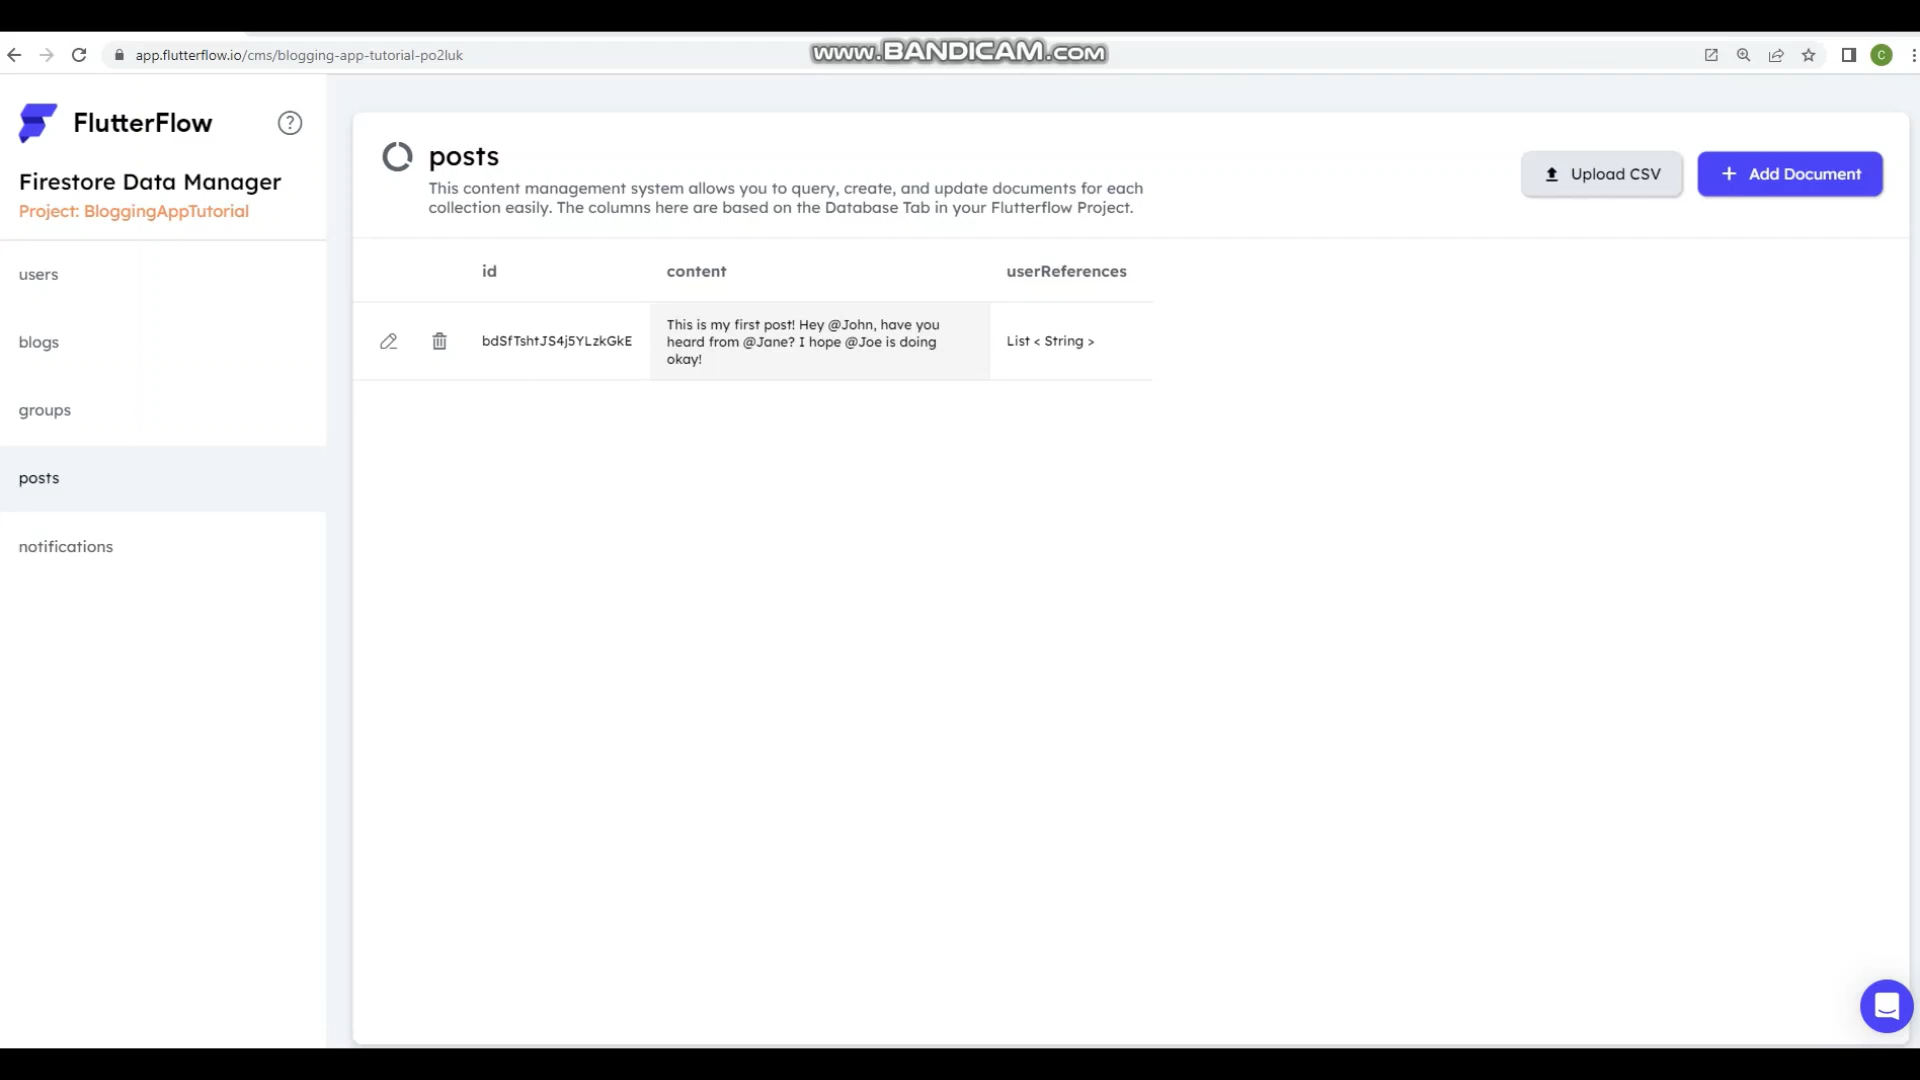 app.flutterflow.io/cms/blogging-app-tutorial-po2luk
www.BANDICAM.com
C
FlutterFlow
?
Firestore Data Manager
Project: BloggingAppTutorial
users
blogs
groups
posts
notifications
posts
This content management system allows you to query, create, and update documents for each
collection easily. The columns here are based on the Database Tab in your Flutterflow Project.
Upload CSV
+ Add Document
id content userReferences
bdSfTshtJS4j5YLzkGkE
This is my first post! Hey @John, have you
heard from @Jane? I hope @Joe is doing
okay!
List < String >